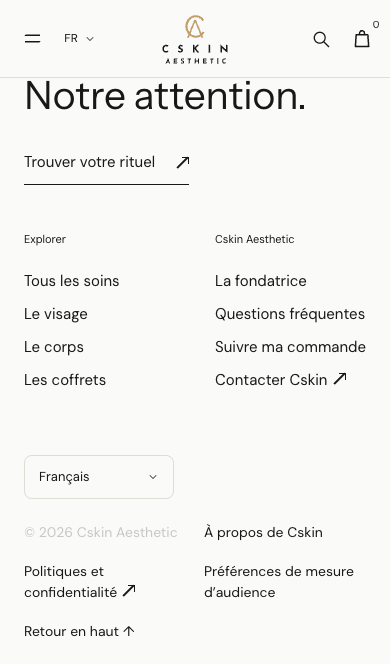 FR
CSKIN
AESTHETIC
0
Notre attention.
Trouver votre rituel
Explorer
Tous les soins
Le visage
Le corps
Les coffrets
Cskin Aesthetic
La fondatrice
Questions fréquentes
Suivre ma commande
Contacter Cskin
Français
© 2026 Cskin Aesthetic
À propos de Cskin
Politiques et
confidentialité
Préférences de mesure
d’audience
Retour en haut ↑